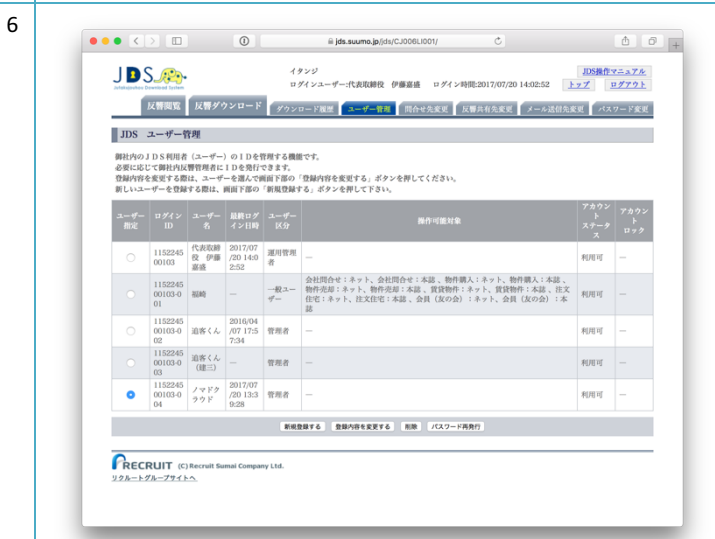 6
jds.suumo.jp/jds/CJ006LI001/
JDS
Jutakujouhou Download System
イタンジ
ログインユーザー:代表取締役 伊藤嘉盛 ログイン時間:2017/07/20 14:02:52
JDS操作マニュアル
トップ ログアウト
反響閲覧 反響ダウンロード ダウンロード履歴 ユーザー管理 問合せ先変更 反響共有先変更 メール送信先変更 パスワード変更
JDS ユーザー管理
御社内のJDS利用者(ユーザー)のIDを管理する機能です。
必要に応じて御社内反響管理者にIDを発行できます。
登録内容を変更する際は、ユーザーを選んで画面下部の「登録内容を変更する」ボタンを押してください。
新しいユーザーを登録する際は、画面下部の「新規登録する」ボタンを押して下さい。
ユーザー指定 ログインID ユーザー名 最終ログイン日時 ユーザー区分 操作可能対象 アカウントステータス アカウントロック
115224500103 代表取締役 伊藤嘉盛 2017/07/20 14:02:52 運用管理者 ― 利用可 ―
115224500103-001 福崎 ― 一般ユーザー 会社問合せ:ネット、会社問合せ:本誌、物件購入:ネット、物件購入:本誌、
物件売却:ネット、物件売却:本誌、賃貸物件:ネット、賃貸物件:本誌、注文
住宅:ネット、注文住宅:本誌、会員(友の会):ネット、会員(友の会):本
誌 利用可 ―
115224500103-002 追客くん 2016/04/07 17:57:34 管理者 ― 利用可 ―
115224500103-003 追客くん(雄三) ― 管理者 ― 利用可 ―
115224500103-004 ノマドクラウド 2017/07/20 13:39:28 管理者 ― 利用可 ―
新規登録する 登録内容を変更する 削除 パスワード再発行
RECRUIT (C) Recruit Sumai Company Ltd.
リクルートグループサイトへ